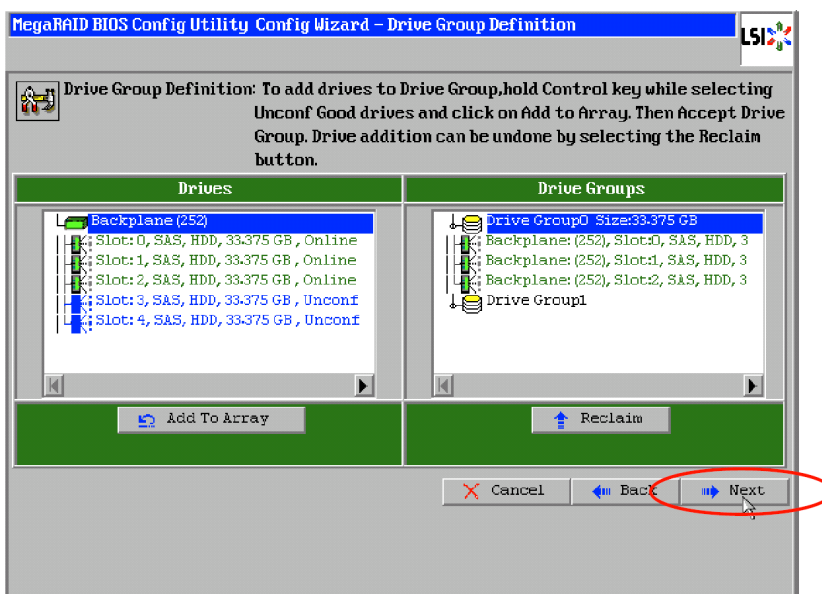 MegaRAID BIOS Config Utility Config Wizard – Drive Group Definition
LSI
Drive Group Definition: To add drives to Drive Group,hold Control key while selecting
Unconf Good drives and click on Add to Array. Then Accept Drive
Group. Drive addition can be undone by selecting the Reclaim
button.
Drives
Backplane (252)
Slot: 0, SAS, HDD, 33.375 GB , Online
Slot: 1, SAS, HDD, 33.375 GB , Online
Slot: 2, SAS, HDD, 33.375 GB , Online
Slot: 3, SAS, HDD, 33.375 GB , Unconf
Slot: 4, SAS, HDD, 33.375 GB , Unconf
Add To Array
Drive Groups
Drive Group0 Size:33.375 GB
Backplane: (252), Slot:0, SAS, HDD, 3
Backplane: (252), Slot:1, SAS, HDD, 3
Backplane: (252), Slot:2, SAS, HDD, 3
Drive Group1
Reclaim
Cancel
Back
Next